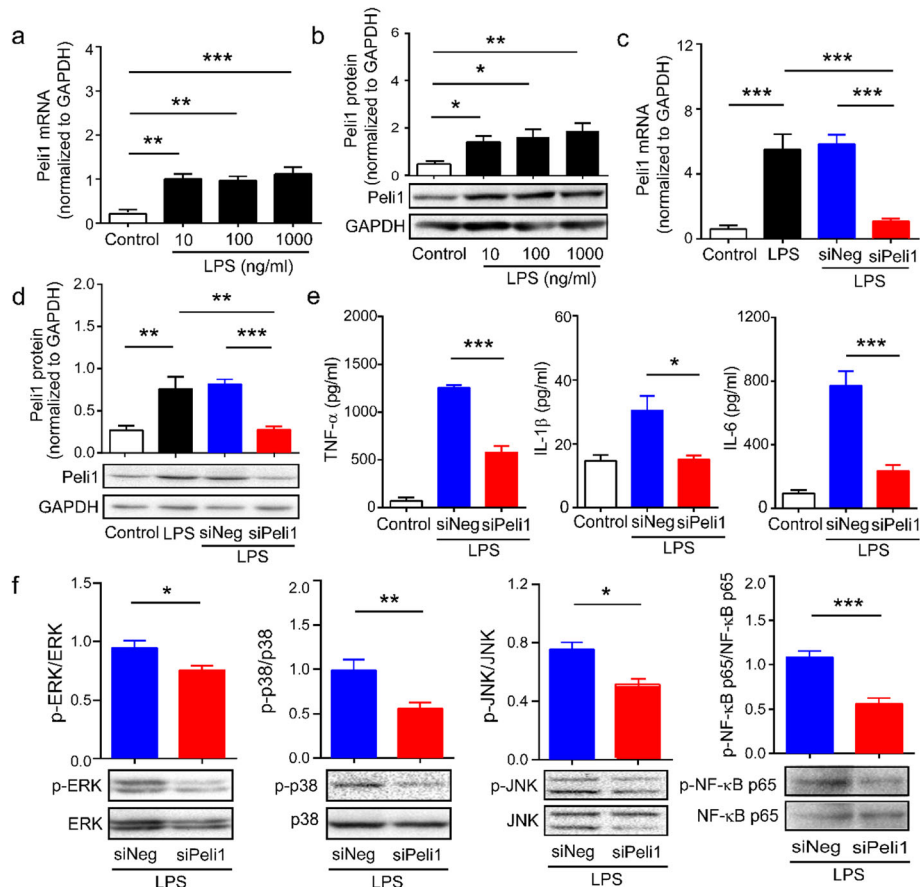 a
Peli1 mRNA
(normalized to GAPDH)
4
3
2
1
0
***
**
**
Control 10 100 1000
LPS (ng/ml)
b
Peli1 protein
(normalized to GAPDH)
6
4
2
0
**
*
*
Peli1
GAPDH
Control 10 100 1000
LPS (ng/ml)
c
Peli1 mRNA
(normalized to GAPDH)
12
9
6
3
0
***
*** ***
Control LPS siNeg siPeli1
LPS
d
Peli1 protein
(normalized to GAPDH)
2.0
1.5
1.0
0.5
0.0
**
** ***
Peli1
GAPDH
Control LPS siNeg siPeli1
LPS
e
TNF-α
(pg/ml)
1500
1000
500
0
***
Control siNeg siPeli1
LPS
IL-1β (pg/ml)
60
40
20
0
*
Control siNeg siPeli1
LPS
IL-6 (pg/ml)
1200
800
400
0
***
Control siNeg siPeli1
LPS
f
p-ERK/ERK
1.5
1.0
0.5
0.0
*
p-ERK
ERK
siNeg siPeli1
LPS
p-p38/p38
2.0
1.5
1.0
0.5
0.0
**
p-p38
p38
siNeg siPeli1
LPS
p-JNK/JNK
1.2
0.8
0.4
0.0
*
p-JNK
JNK
siNeg siPeli1
LPS
p-NF-κB p65/NF-κB p65
2.0
1.5
1.0
0.5
0.0
***
p-NF-κB p65
NF-κB p65
siNeg siPeli1
LPS